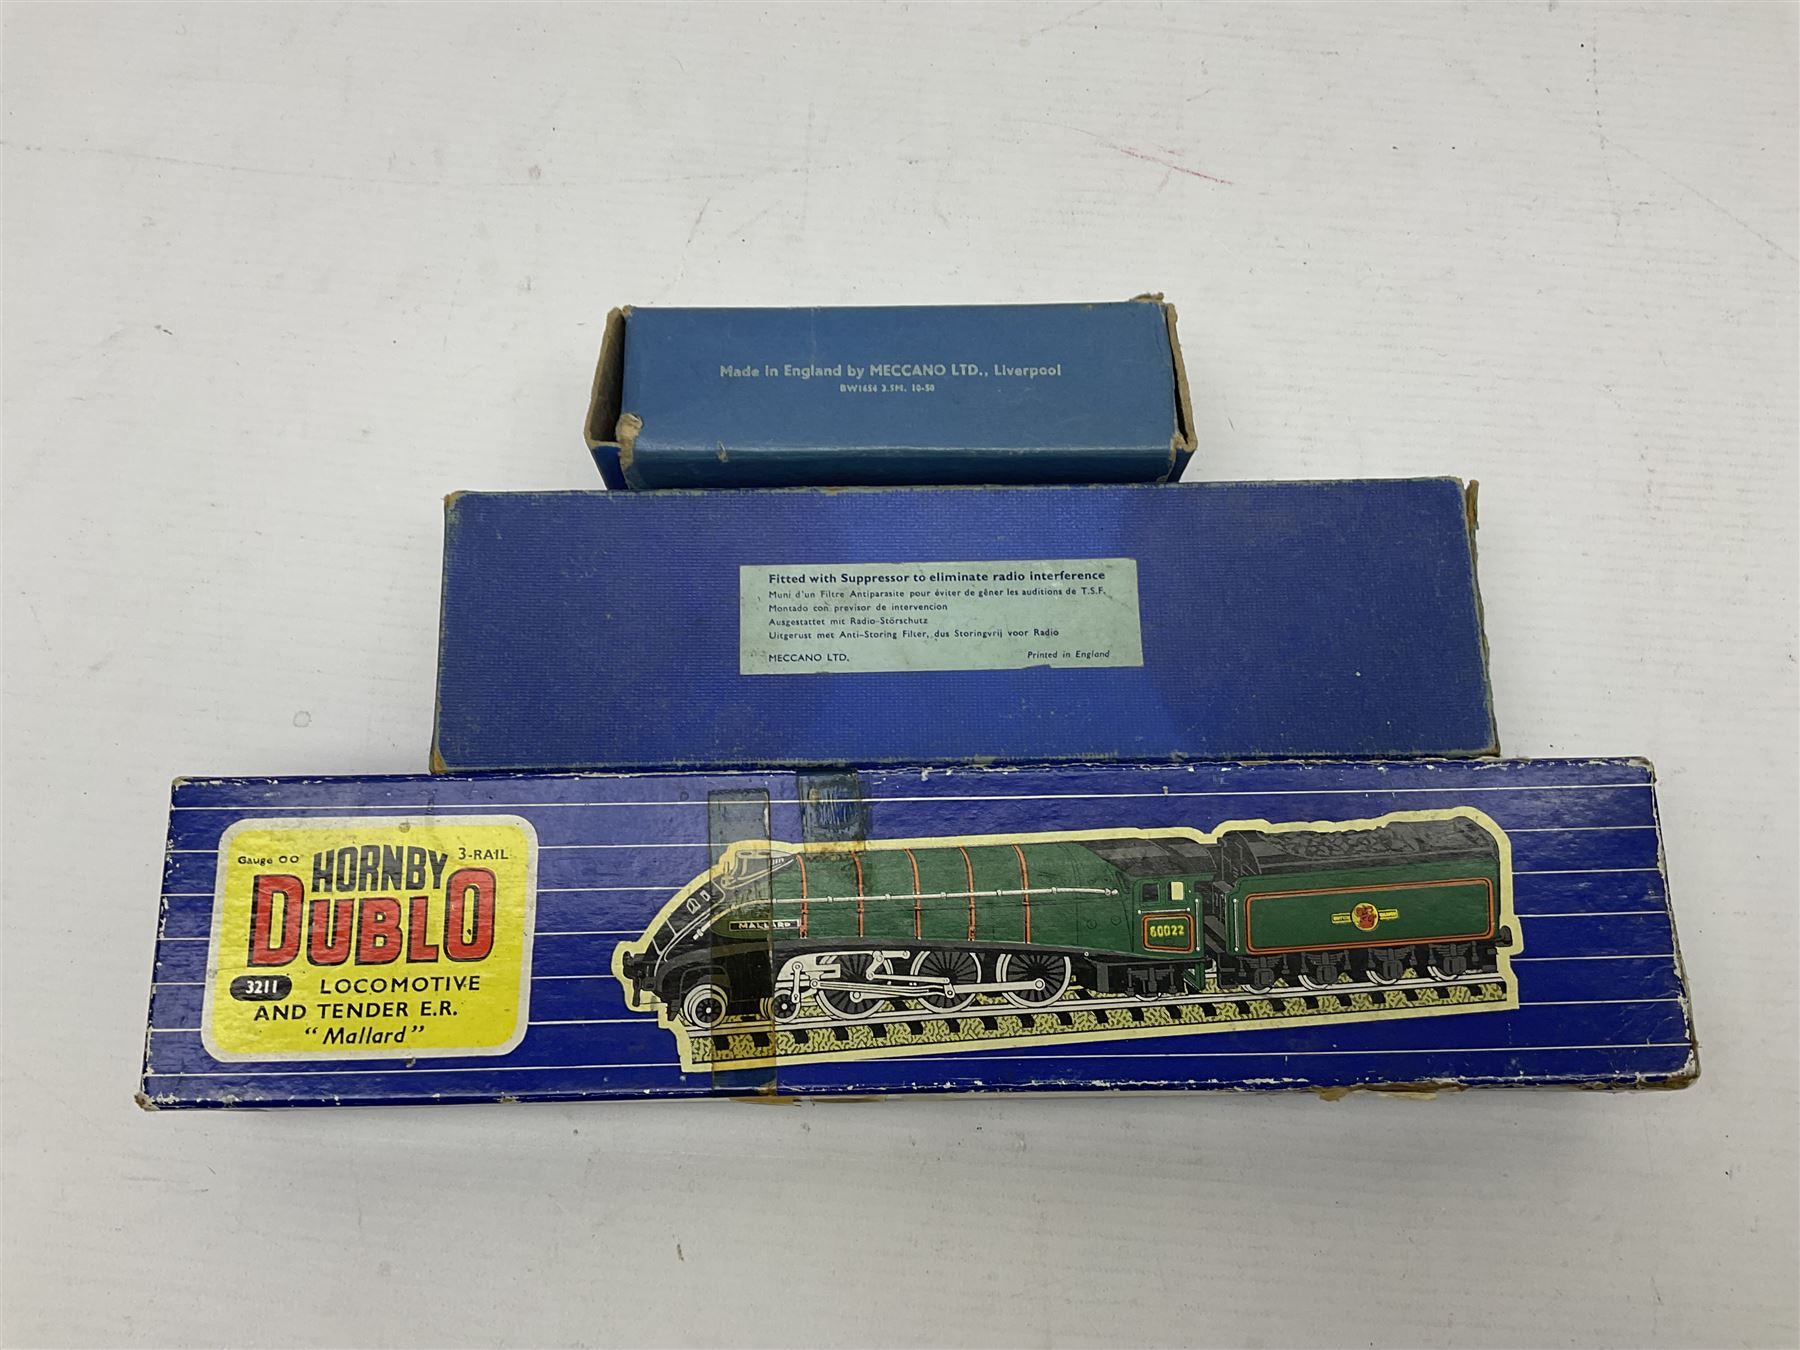 Made in England by MECCANO LTD., Liverpool
BW1654 2.5M. 10-50
Fitted with Suppressor to eliminate radio interference
Muni d'un Filtre Antiparasite pour éviter de gêner les auditions de T.S.F.
Montado con previsor de intervencion
Ausgestattet mit Radio-Störschutz
Uitgerust met Anti-Storing Filter, dus Storingvrij voor Radio
MECCANO LTD. Printed in England
Gauge OO HORNBY 3-RAIL
DUBLO
3211 LOCOMOTIVE
AND TENDER E.R.
"Mallard"
MALLARD
60022